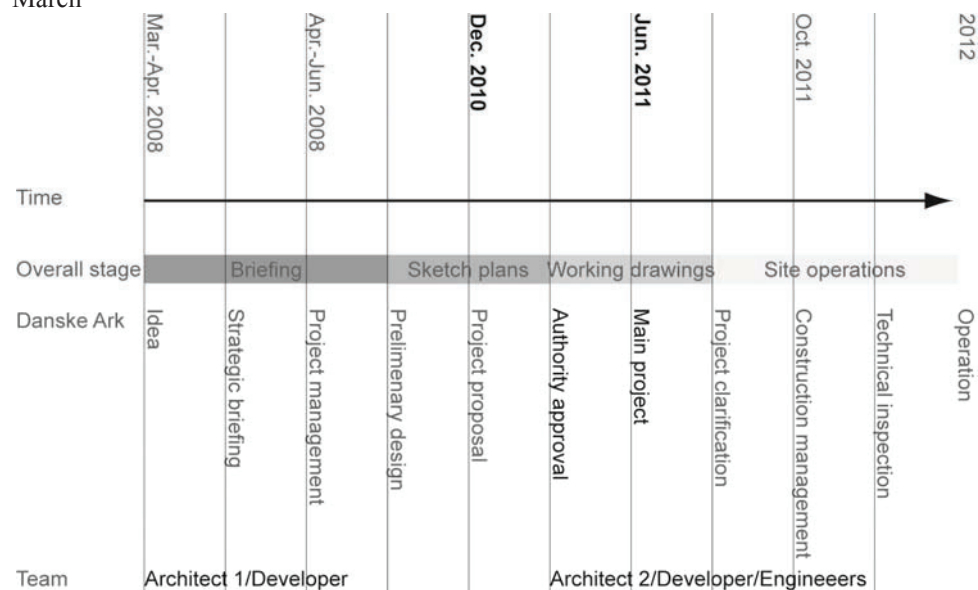 March
Mar.-Apr. 2008
Apr.-Jun. 2008
Dec. 2010
Jun. 2011
Oct. 2011
2012
Time
Overall stage
Briefing
Sketch plans
Working drawings
Site operations
Danske Ark
Idea
Strategic briefing
Project management
Prelimenary design
Project proposal
Authority approval
Main project
Project clarification
Construction management
Technical inspection
Operation
Team
Architect 1/Developer
Architect 2/Developer/Engineeers